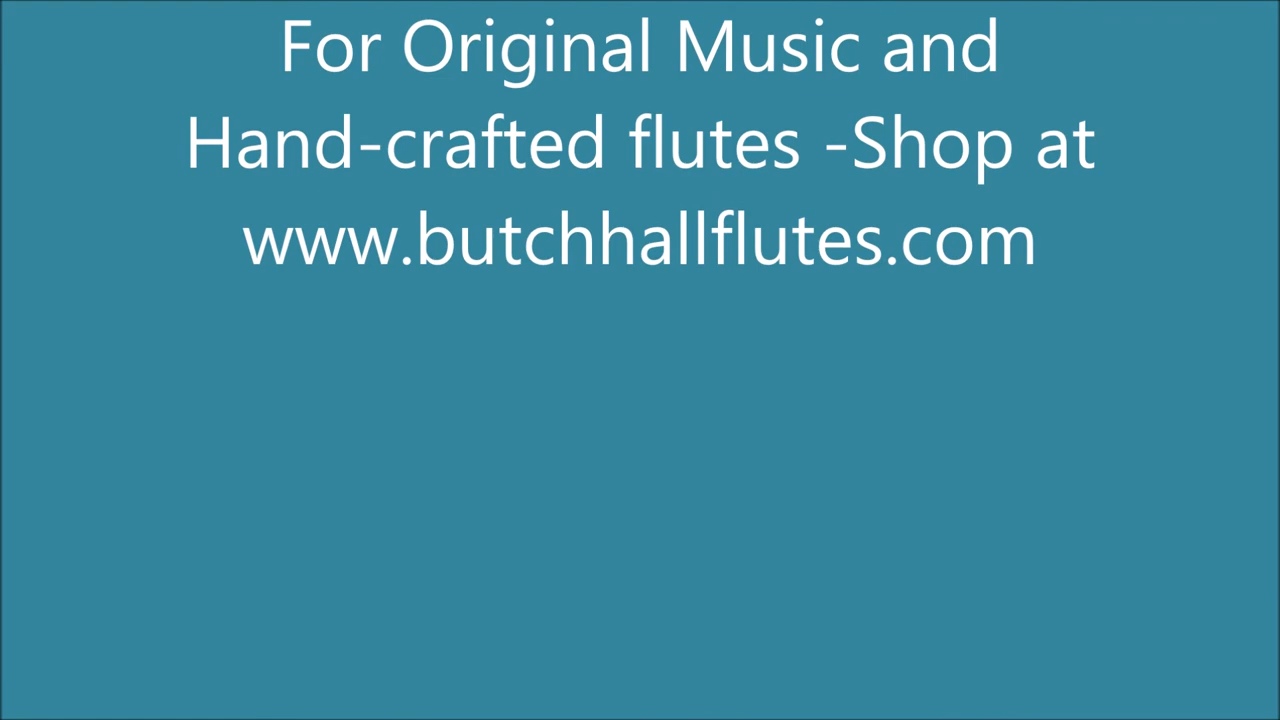 For Original Music and
Hand-crafted flutes -Shop at
www.butchhallflutes.com